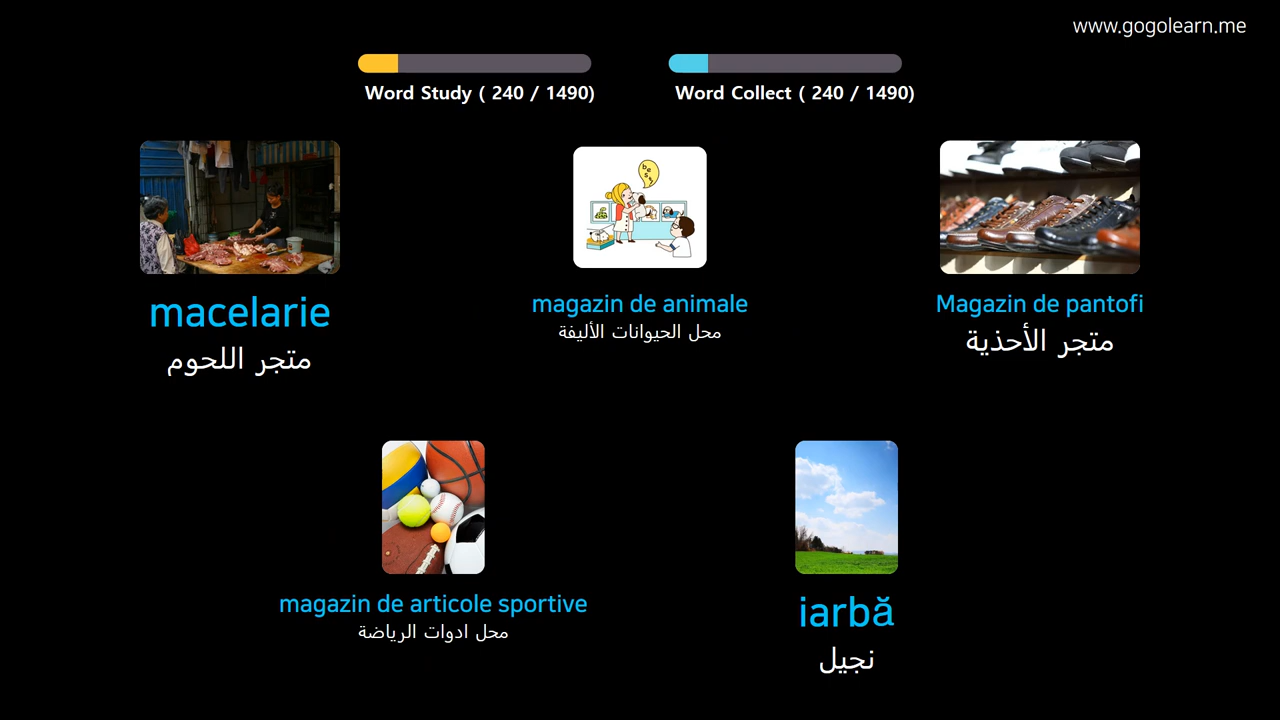 www.gogolearn.me
Word Study ( 240 / 1490)
Word Collect ( 240 / 1490)
macelarie
متجر اللحوم
magazin de animale
محل الحيوانات الأليفة
Magazin de pantofi
متجر الأحذية
magazin de articole sportive
محل ادوات الرياضة
iarbă
نجيل